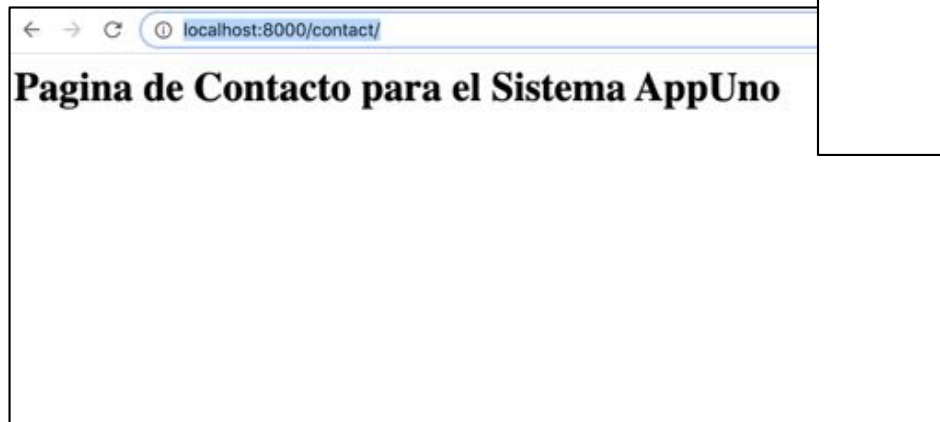 localhost:8000/contact/
Pagina de Contacto para el Sistema AppUno